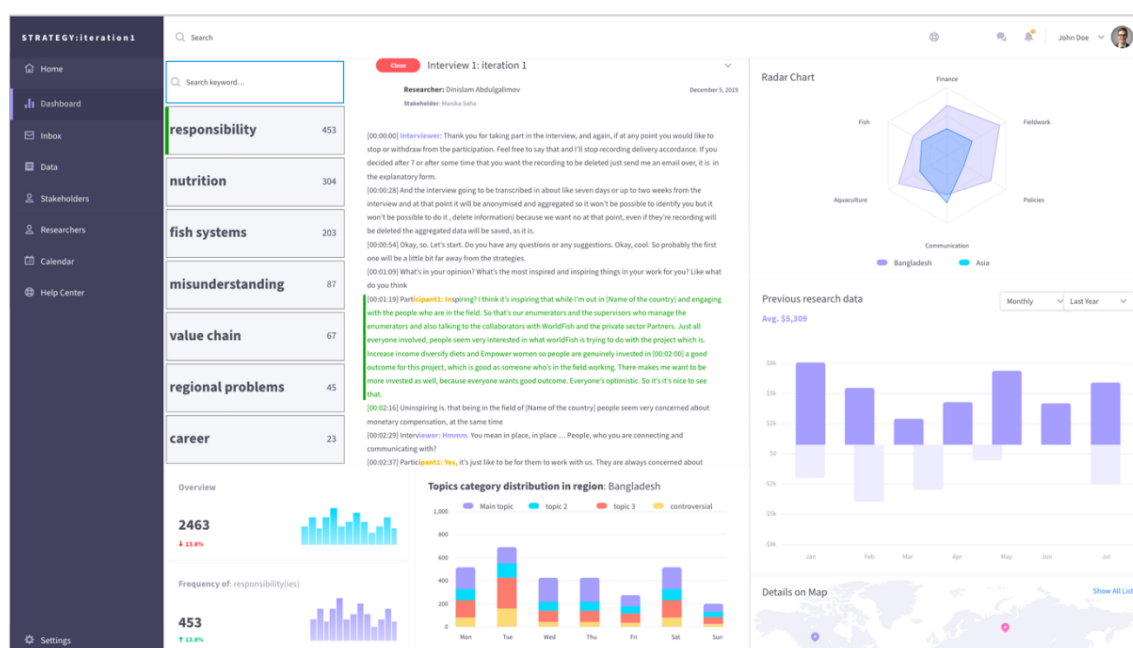 STRATEGY:iteration1
Search
John Doe
Home
Dashboard
Inbox
Data
Stakeholders
Researchers
Calendar
Help Center
Settings
Search keyword...
responsibility 453
nutrition 304
fish systems 203
misunderstanding 87
value chain 67
regional problems 45
career 23
Close Interview 1: iteration 1
Researcher: Dinislam Abdulgalimov December 5, 2019
Stakeholder: Monika Saha
[00:00:00] Interviewer: Thank you for taking part in the interview, and again, if at any point you would like to
stop or withdraw from the participation. Feel free to say that and I'll stop recording delivery accordance. If you
decided after 7 or after some time that you want the recording to be deleted just send me an email over, it is in
the explanatory form.
[00:00:28] And the interview going to be transcribed in about like seven days or up to two weeks from the
interview and at that point it will be anonymised and aggregated so it won't be possible to identify you but it
won't be possible to do it , delete information) because we want no at that point, even if they're recording will
be deleted the aggregated data will be saved, as it is.
[00:00:54] Okay, so. Let's start. Do you have any questions or any suggestions. Okay, cool. So probably the first
one will be a little bit far away from the strategies.
[00:01:09] What's in your opinion? What's the most inspired and inspiring things in your work for you? Like what
do you think
[00:01:19] Participant1: Inspiring? I think it's inspiring that while I'm out in [Name of the country] and engaging
with the people who are in the field. So that's our enumerators and the supervisors who manage the
enumerators and also talking to the collaborators with WorldFish and the private sector Partners. Just all
everyone involved, people seem very interested in what worldFish is trying to do with the project which is.
Increase income diversify diets and Empower women so people are genuinely invested in [00:02:00] a good
outcome for this project, which is good as someone who's in the field working. There makes me want to be
more invested as well, because everyone wants good outcome. Everyone's optimistic. So it's it's nice to see
that.
[00:02:16] Uninspiring is. that being in the field of [Name of the country] people seem very concerned about
monetary compensation, at the same time
[00:02:29] Interviewer: Hmmm. You mean in place, in place … People, who you are connecting and
communicating with?
[00:02:37] Participant1: Yes, it's just like to be for them to work with us. They are always concerned about
Overview
2463
13.8%
Frequency of: responsibility(ies)
453
13.8%
Topics category distribution in region: Bangladesh
Main topic topic 2 topic 3 controversial
1,000
800
600
400
200
0
Mon Tue Wed Thu Fri Sat Sun
Radar Chart
Finance
Fish Fieldwork
Aquaculture Policies
Communication
Bangladesh Asia
Previous research data
Monthly Last Year
Avg. $5,309
$0
Jan Feb Mar Apr May Jun Jul
Details on Map Show All List